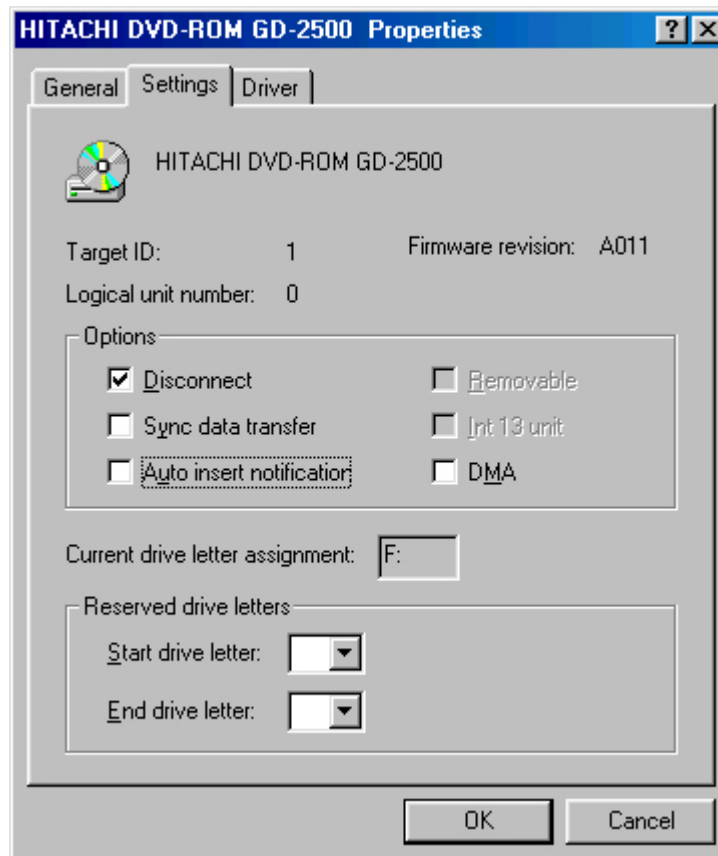 HITACHI DVD-ROM GD-2500 Properties
General Settings Driver
HITACHI DVD-ROM GD-2500
Target ID: 1 Firmware revision: A011
Logical unit number: 0
Options
Disconnect Removable
Sync data transfer Int 13 unit
Auto insert notification DMA
Current drive letter assignment: F:
Reserved drive letters
Start drive letter:
End drive letter:
OK Cancel